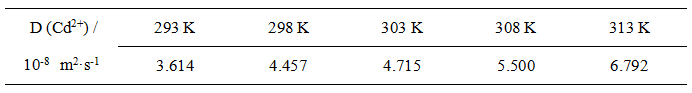 D (Cd²⁺) / 293 K 298 K 303 K 308 K 313 K
10⁻⁸ m²·s⁻¹ 3.614 4.457 4.715 5.500 6.792